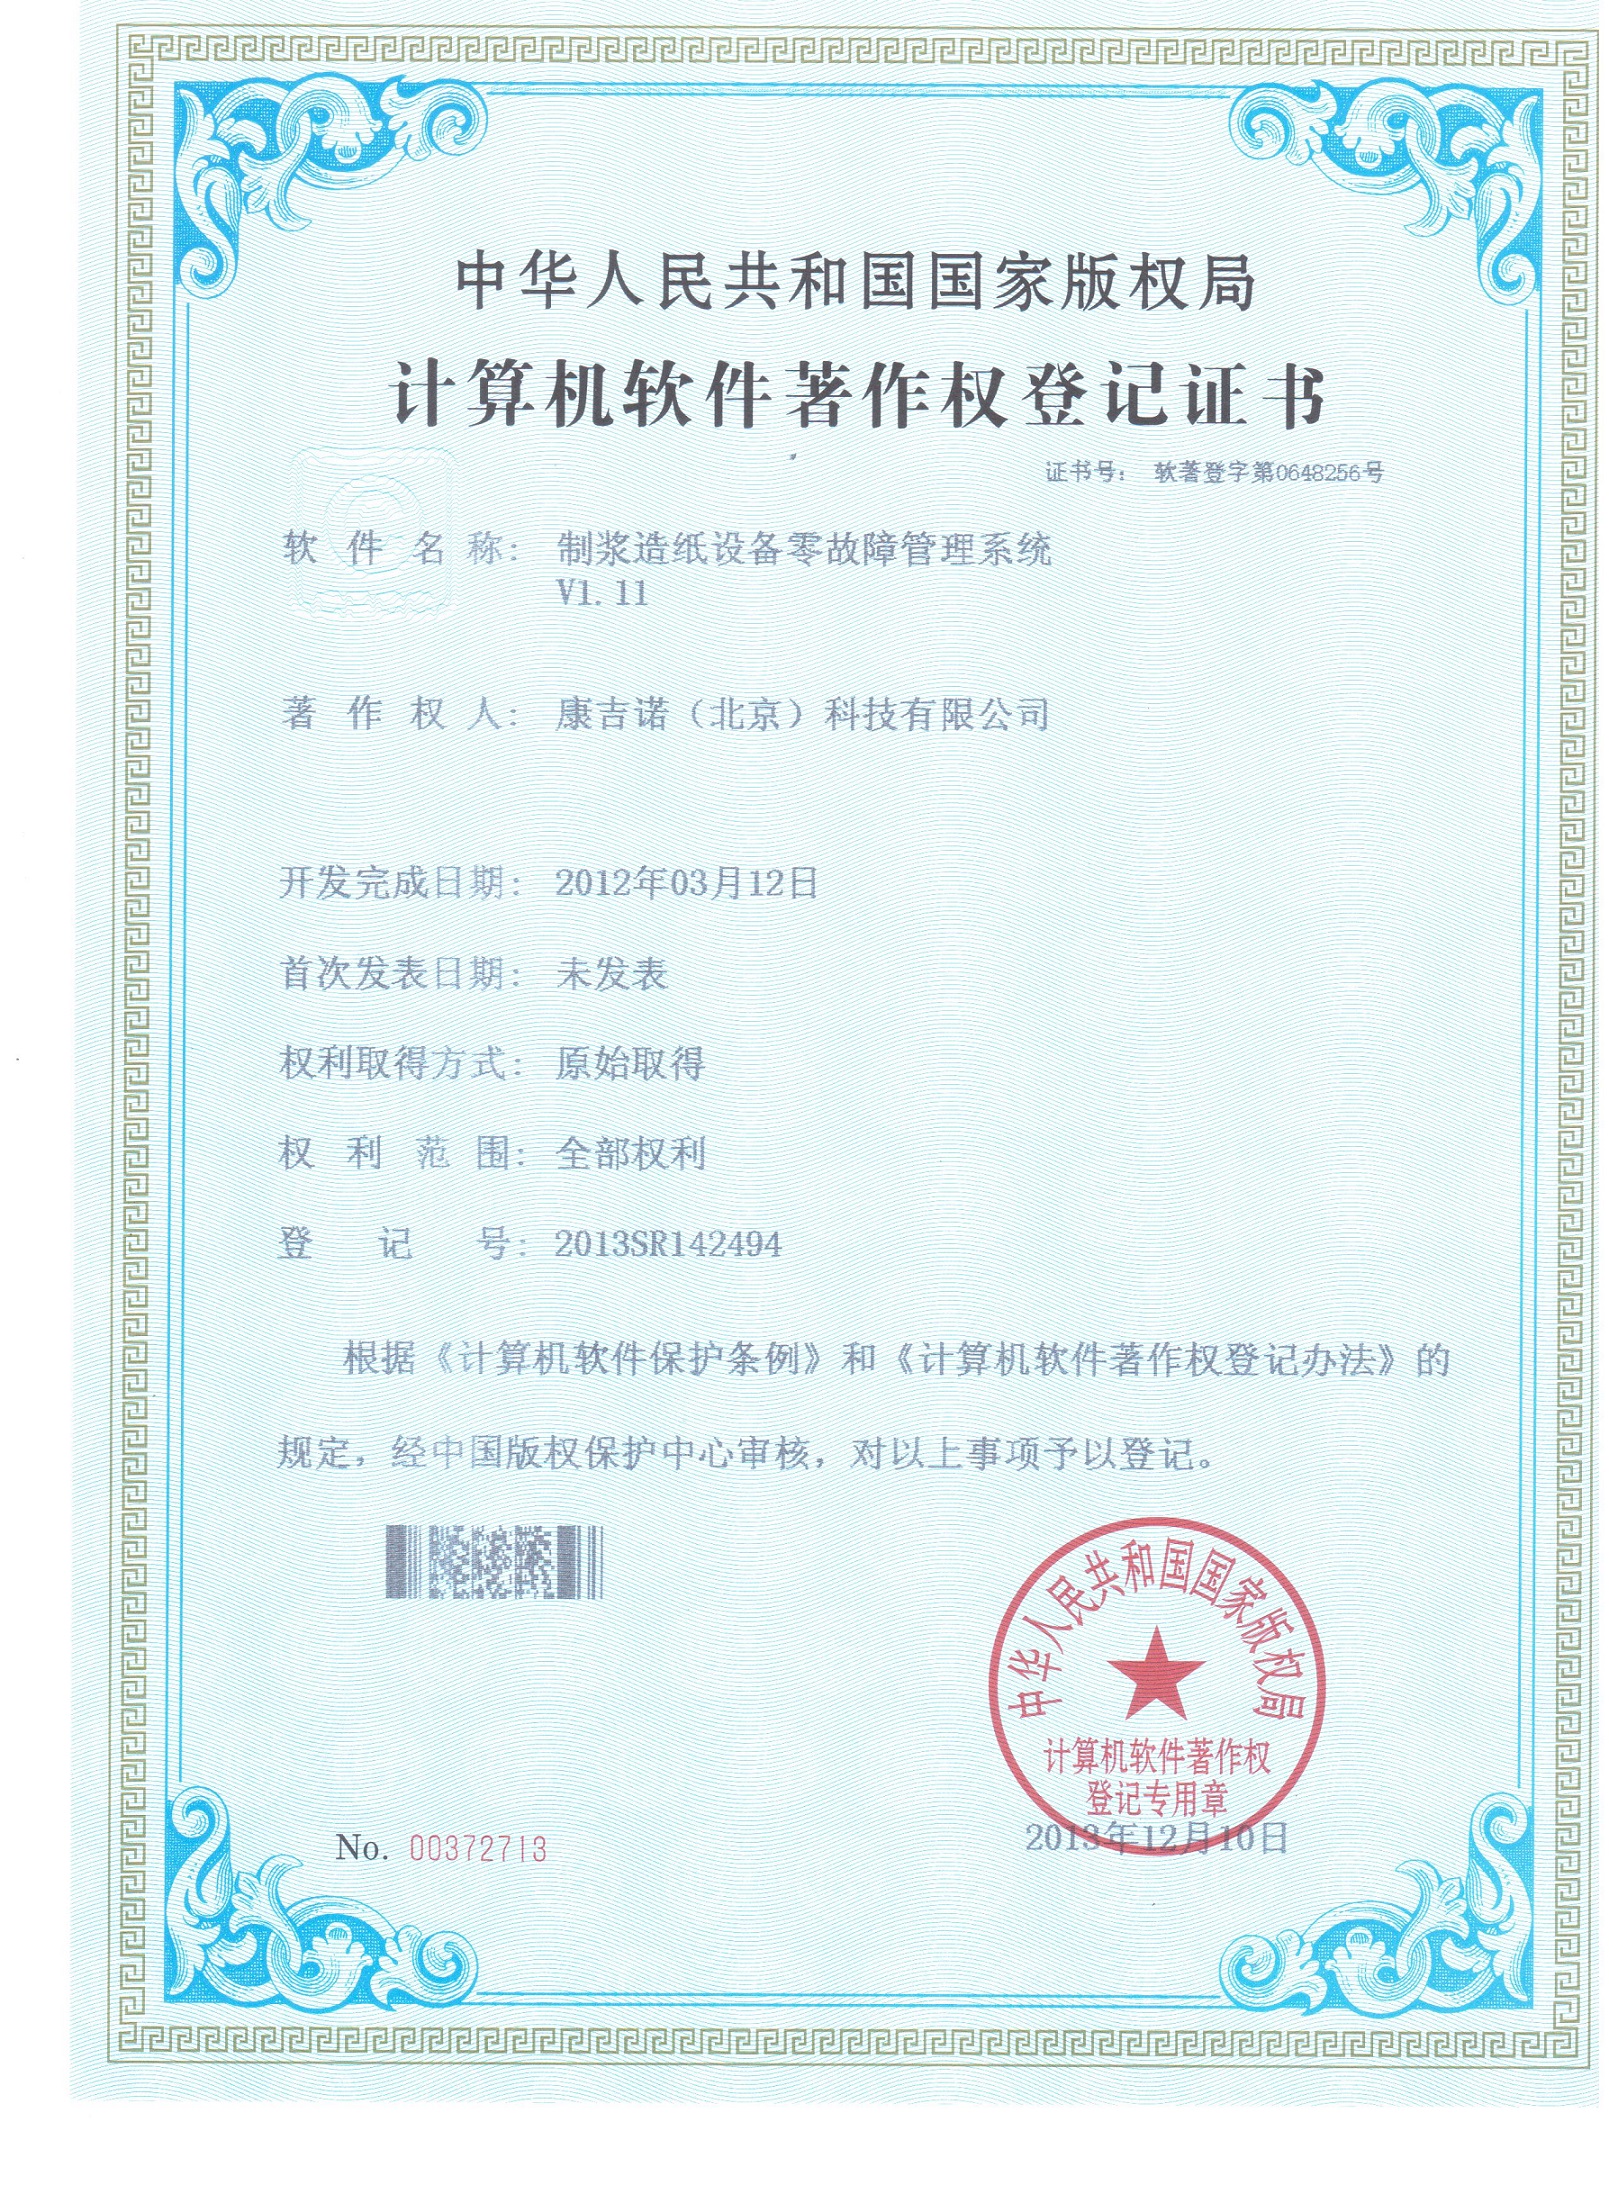 中华人民共和国国家版权局
计算机软件著作权登记证书
证书号： 软著登字第0648256号
软件名称： 制浆造纸设备零故障管理系统
V1.11
著作权人： 康吉诺（北京）科技有限公司
开发完成日期： 2012年03月12日
首次发表日期： 未发表
权利取得方式： 原始取得
权利范围： 全部权利
登记号： 2013SR142494
根据《计算机软件保护条例》和《计算机软件著作权登记办法》的
规定，经中国版权保护中心审核，对以上事项予以登记。
中华人民共和国国家版权局
计算机软件著作权
登记专用章
2013年12月10日
No. 00372713